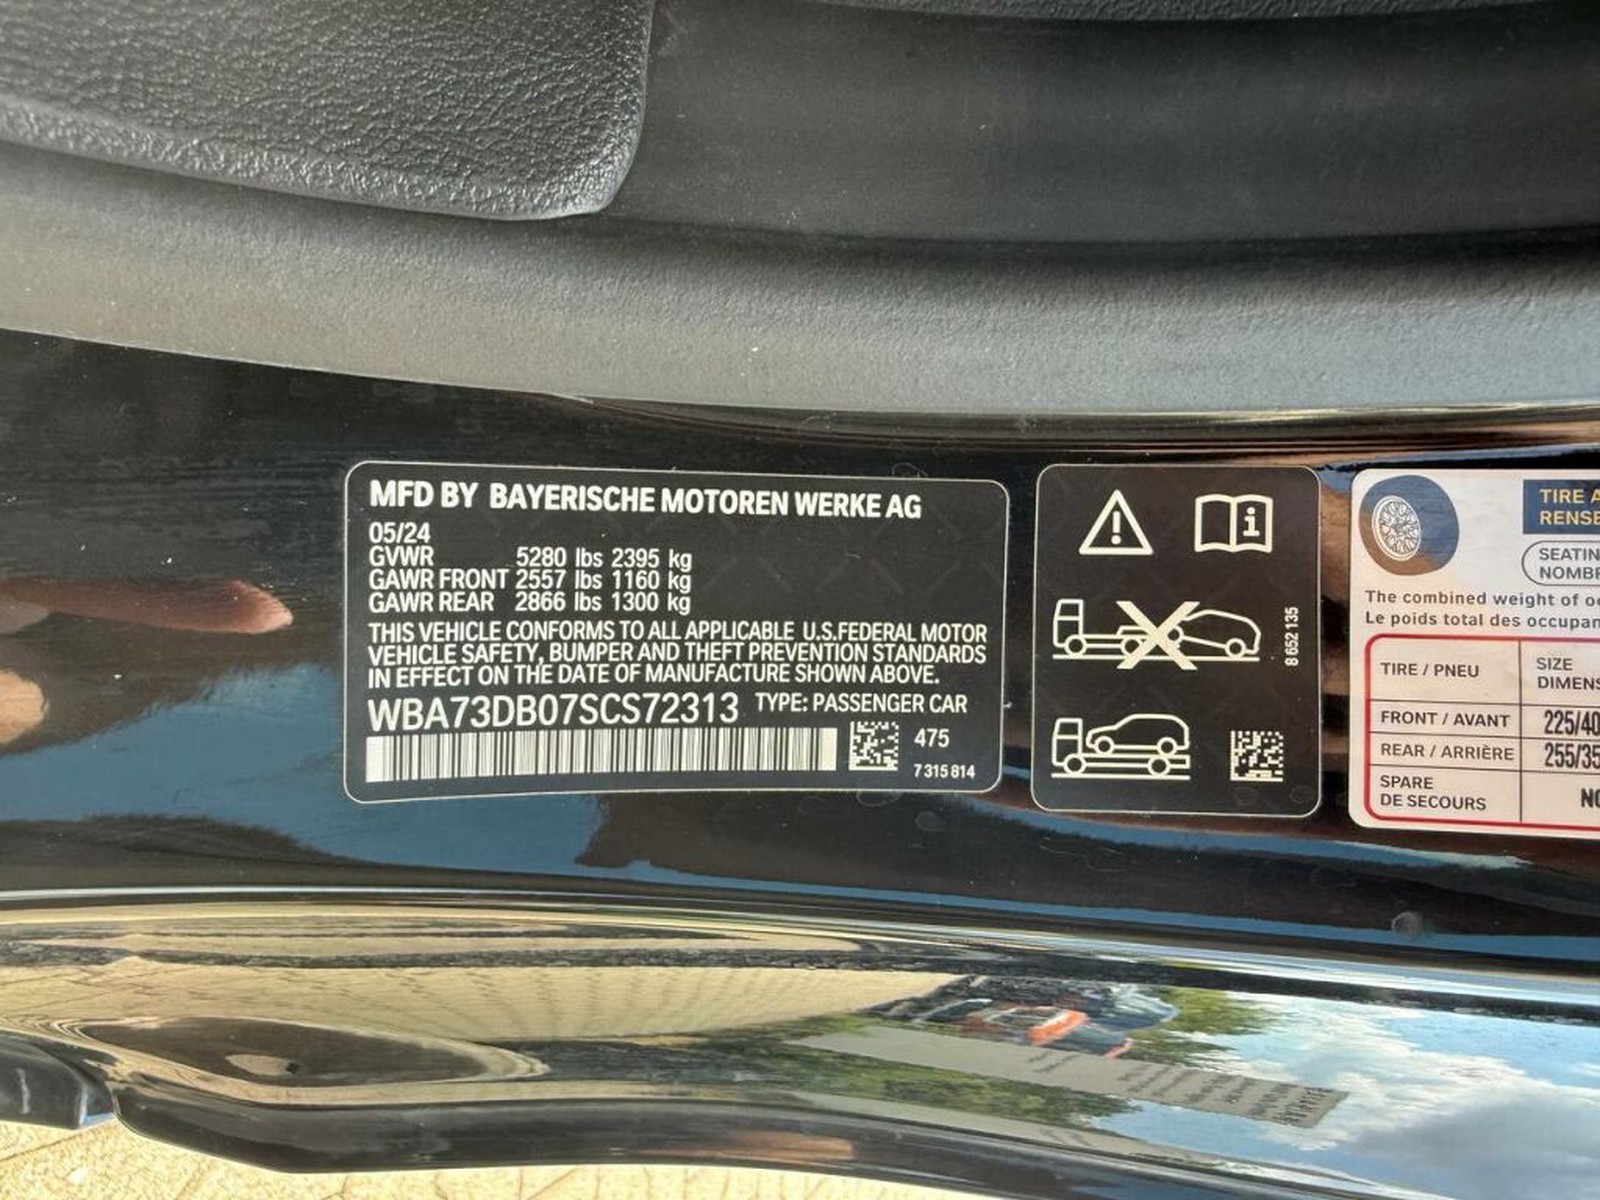 MFD BY BAYERISCHE MOTOREN WERKE AG
05/24
GVWR 5280 lbs 2395 kg
GAWR FRONT 2557 lbs 1160 kg
GAWR REAR 2866 lbs 1300 kg
THIS VEHICLE CONFORMS TO ALL APPLICABLE U.S.FEDERAL MOTOR
VEHICLE SAFETY, BUMPER AND THEFT PREVENTION STANDARDS
IN EFFECT ON THE DATE OF MANUFACTURE SHOWN ABOVE.
WBA73DB07SCS72313 TYPE: PASSENGER CAR
475
7 315 814
8 652 135
TIRE A
RENSE
SEATIN
NOMBR
The combined weight of oc
Le poids total des occupan
TIRE / PNEU
SIZE
DIMENS
FRONT / AVANT 225/40
REAR / ARRIÈRE 255/35
SPARE
DE SECOURS
NO